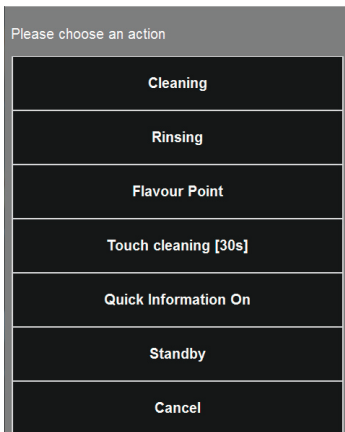 Please choose an action
Cleaning
Rinsing
Flavour Point
Touch cleaning [30s]
Quick Information On
Standby
Cancel